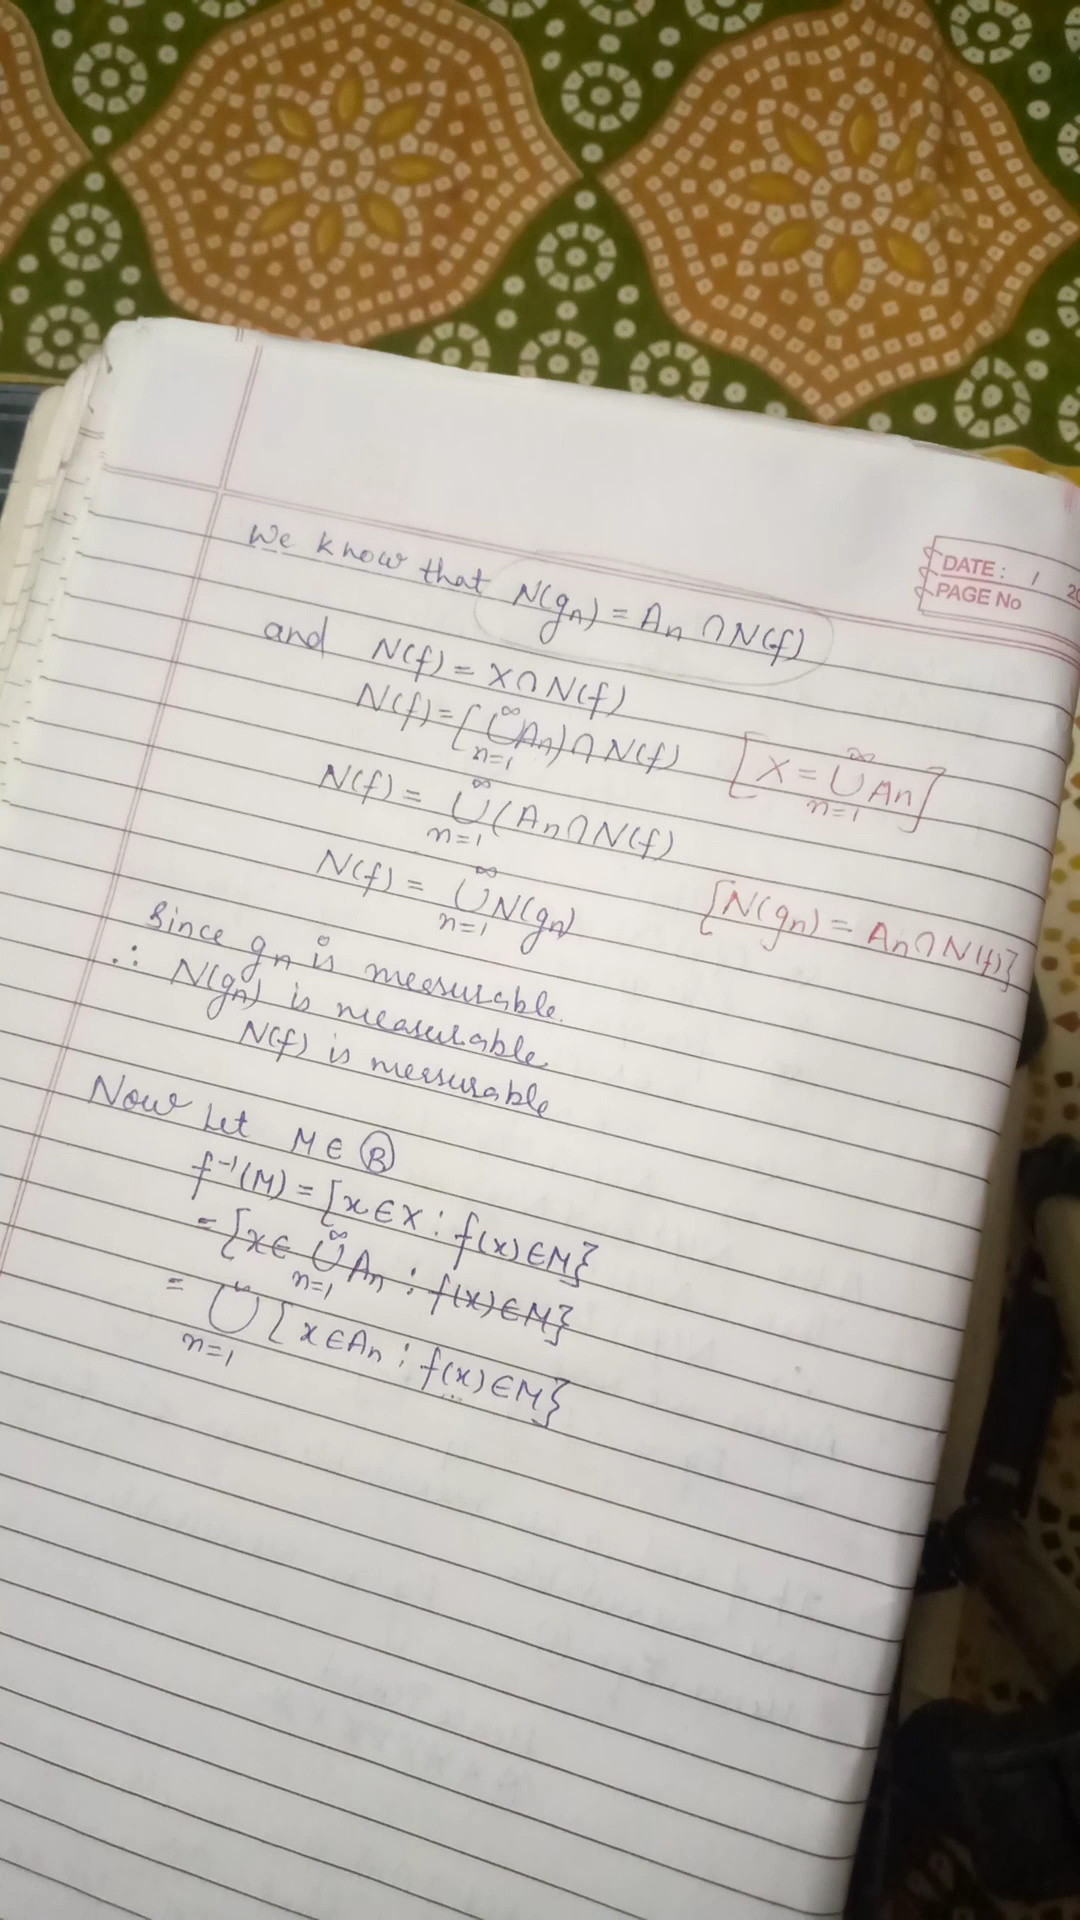 DATE: / 20
PAGE No
We know that N(gn) = An ∩ N(f)
and N(f) = X ∩ N(f)
N(f) = [∞∪n=1 An) ∩ N(f) [X = ∞∪n=1 An]
N(f) = ∞∪n=1 (An ∩ N(f)
N(f) = ∞∪n=1 N(gn) [N(gn) = An ∩ N(f)}
Since gn is measurable.
∴ N(gn) is measurable
N(f) is measurable
Now Let M ∈ Ⓑ
f⁻¹(M) = [x ∈ X : f(x) ∈ M}
= {x ∈ ∞∪n=1 An : f(x) ∈ M}
= ∪n=1 [x ∈ An : f(x) ∈ M}